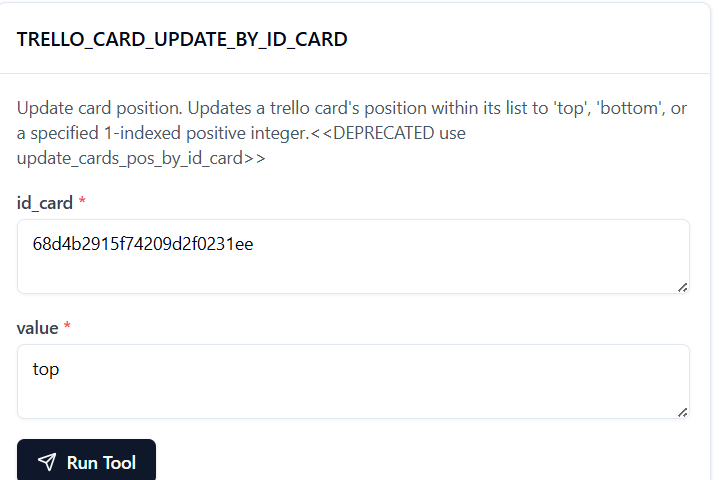 TRELLO_CARD_UPDATE_BY_ID_CARD
Update card position. Updates a trello card's position within its list to 'top', 'bottom', or
a specified 1-indexed positive integer.<<DEPRECATED use
update_cards_pos_by_id_card>>
id_card *
68d4b2915f74209d2f0231ee
value *
top
Run Tool